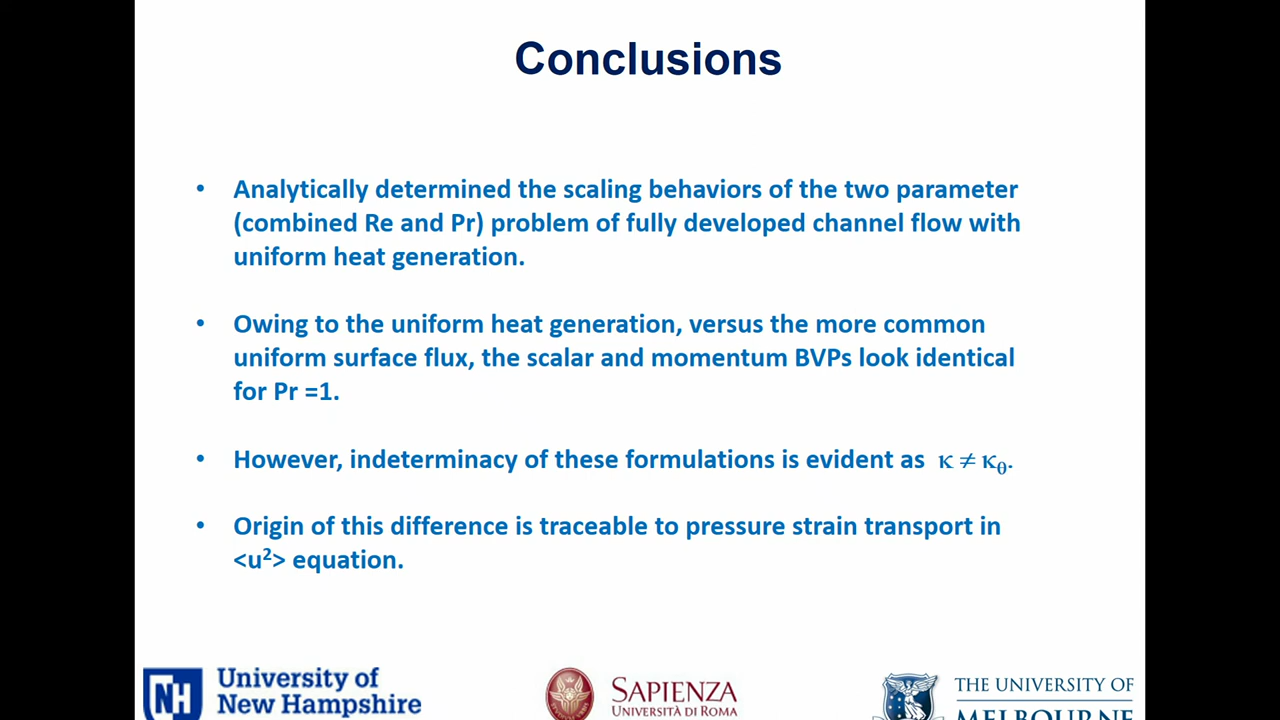 Conclusions
• Analytically determined the scaling behaviors of the two parameter
(combined Re and Pr) problem of fully developed channel flow with
uniform heat generation.
• Owing to the uniform heat generation, versus the more common
uniform surface flux, the scalar and momentum BVPs look identical
for Pr =1.
• However, indeterminacy of these formulations is evident as κ ≠ κθ.
• Origin of this difference is traceable to pressure strain transport in
<u²> equation.
NH
University of
New Hampshire
SAPIENZA
UNIVERSITÀ DI ROMA
THE UNIVERSITY OF
MELBOURNE